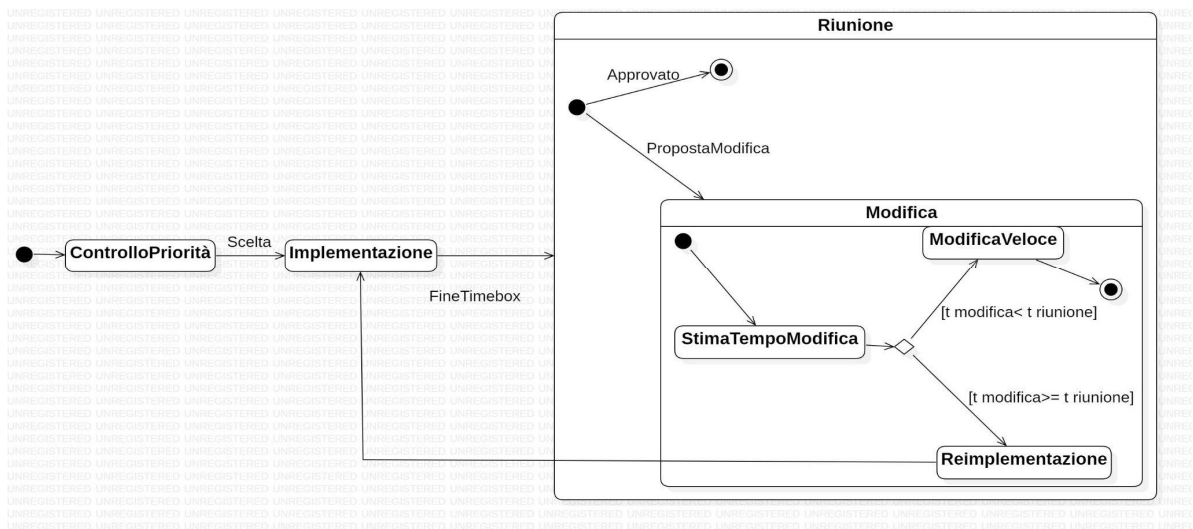 Riunione
Approvato
PropostaModifica
Modifica
ModificaVeloce
Scelta
ControlloPriorità
Implementazione
FineTimebox
[t modifica< t riunione]
StimaTempoModifica
[t modifica>= t riunione]
Reimplementazione